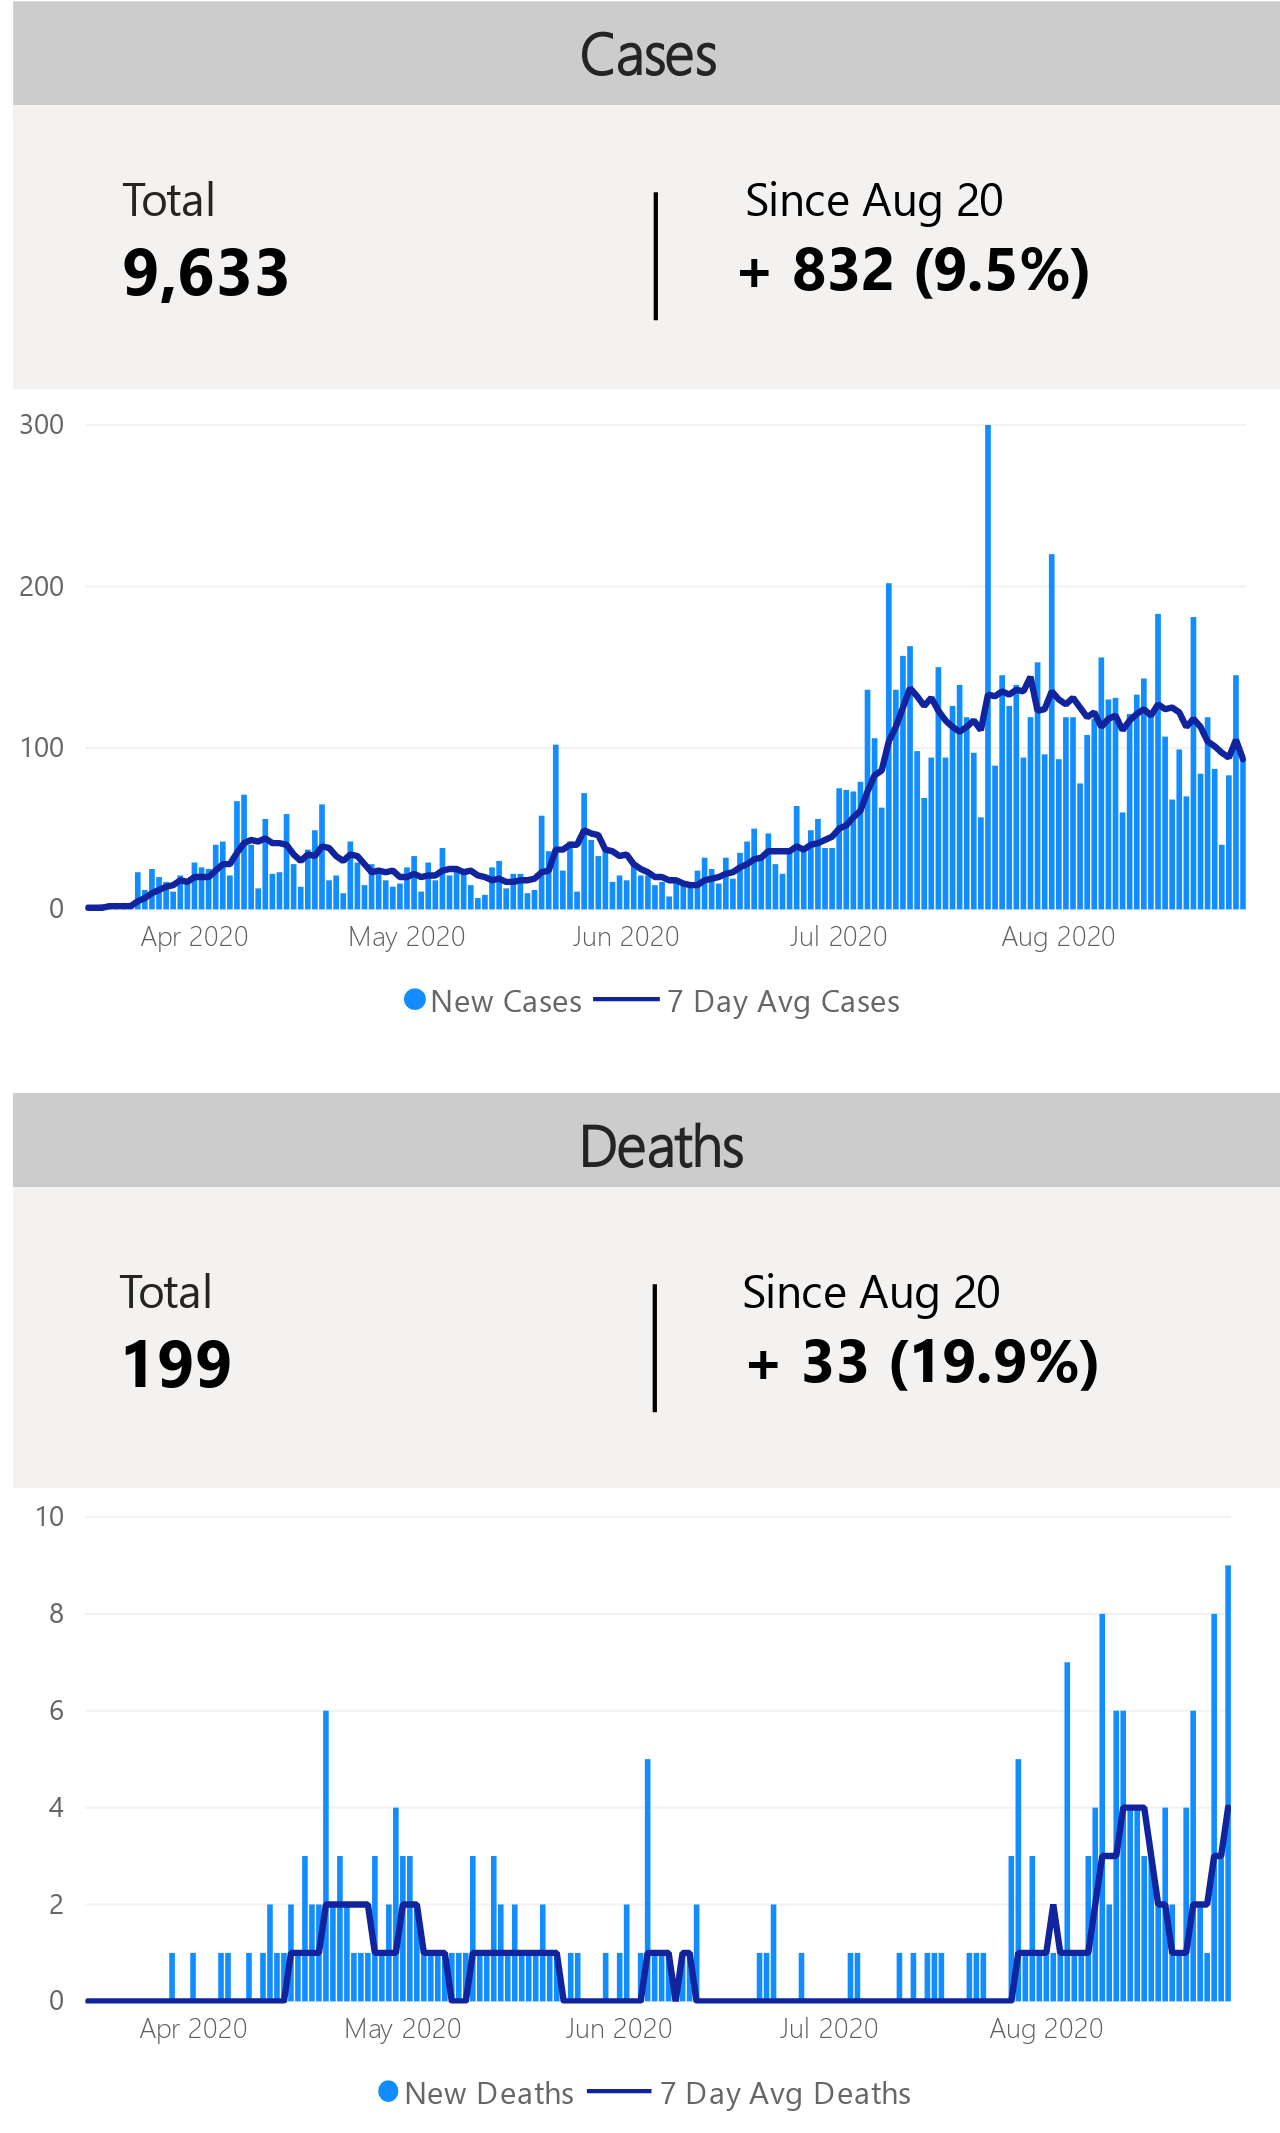 Cases
Total
9,633
Since Aug 20
+ 832 (9.5%)
300
200
100
0
Apr 2020 May 2020 Jun 2020 Jul 2020 Aug 2020
New Cases 7 Day Avg Cases
Deaths
Total
199
Since Aug 20
+ 33 (19.9%)
10
8
6
4
2
0
Apr 2020 May 2020 Jun 2020 Jul 2020 Aug 2020
New Deaths 7 Day Avg Deaths